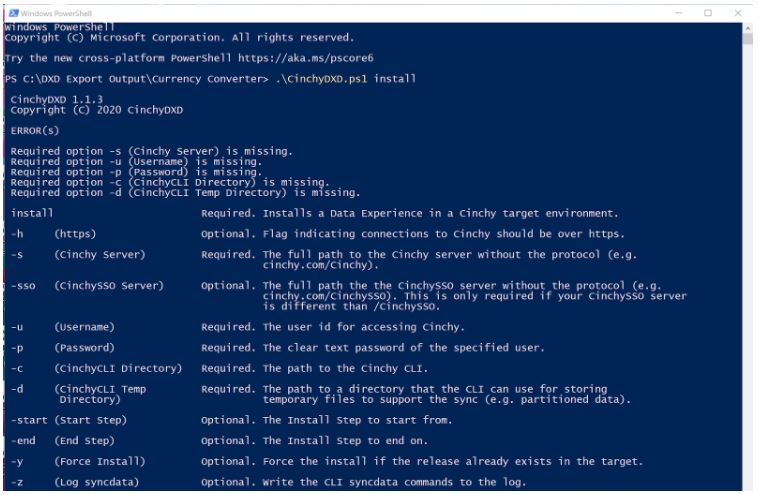 Windows PowerShell
Windows PowerShell
Copyright (C) Microsoft Corporation. All rights reserved.
Try the new cross-platform PowerShell https://aka.ms/pscore6
PS C:\DXD Export Output\Currency Converter> .\CinchyDXD.ps1 install
CinchyDXD 1.1.3
Copyright (C) 2020 CinchyDXD
ERROR(s)
Required option -s (Cinchy Server) is missing.
Required option -u (Username) is missing.
Required option -p (Password) is missing.
Required option -c (CinchyCLI Directory) is missing.
Required option -d (CinchyCLI Temp Directory) is missing.
install Required. Installs a Data Experience in a Cinchy target environment.
-h (https) Optional. Flag indicating connections to Cinchy should be over https.
-s (Cinchy Server) Required. The full path to the Cinchy server without the protocol (e.g.
cinchy.com/Cinchy).
-sso (CinchySSO Server) Optional. The full path the the CinchySSO server without the protocol (e.g.
cinchy.com/CinchySSO). This is only required if your CinchySSO server
is different than /CinchySSO.
-u (Username) Required. The user id for accessing Cinchy.
-p (Password) Required. The clear text password of the specified user.
-c (CinchyCLI Directory) Required. The path to the Cinchy CLI.
-d (CinchyCLI Temp Required. The path to a directory that the CLI can use for storing
Directory) temporary files to support the sync (e.g. partitioned data).
-start (Start Step) Optional. The Install Step to start from.
-end (End Step) Optional. The Install Step to end on.
-y (Force Install) Optional. Force the install if the release already exists in the target.
-z (Log syncdata) Optional. Write the CLI syncdata commands to the log.